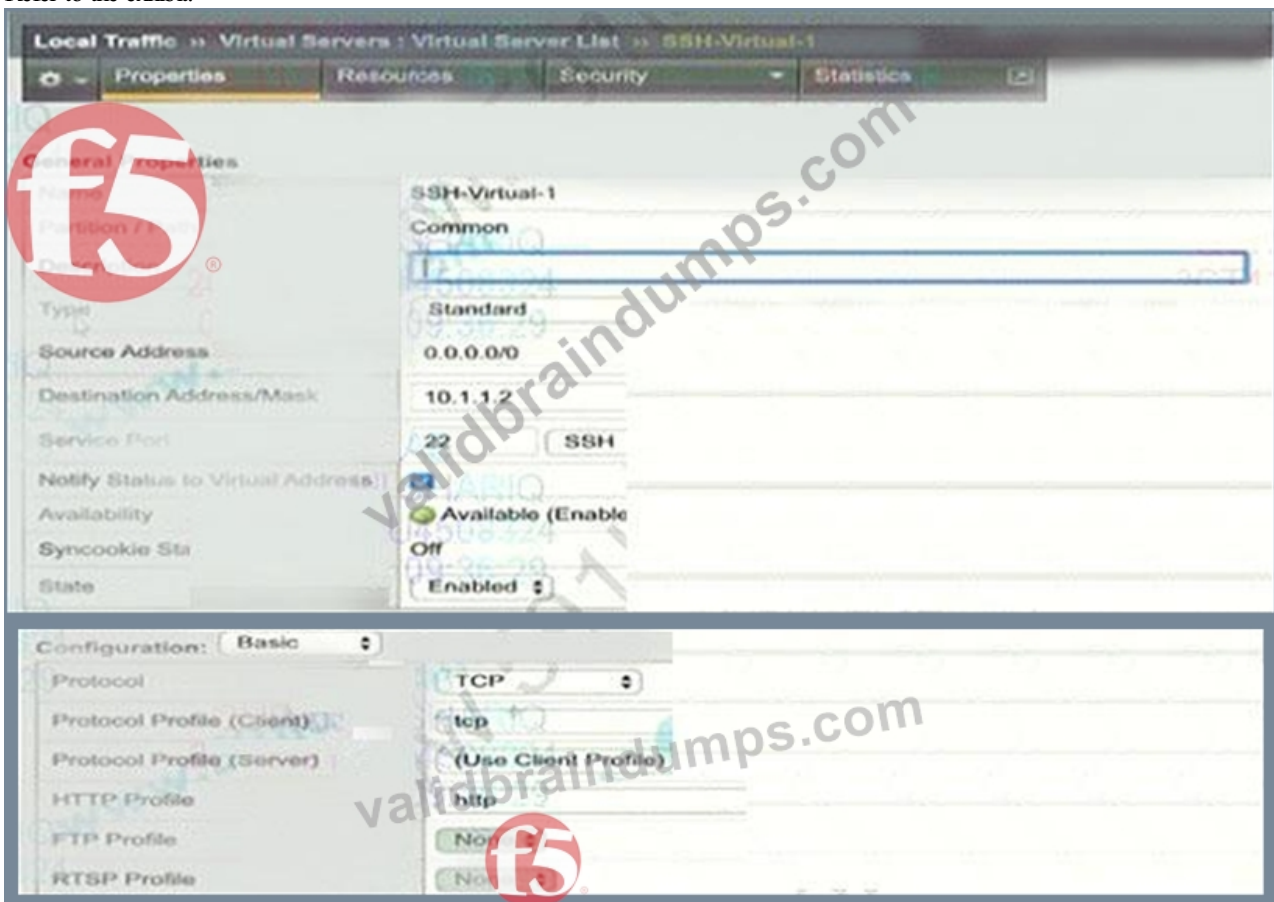 Local Traffic » Virtual Servers : Virtual Server List » SSH-Virtual-1
Properties Resources Security Statistics
General Properties
Name SSH-Virtual-1
Partition / Common
Type Standard
Source Address 0.0.0.0/0
Destination Address/Mask 10.1.1.2
Service Port 22 SSH
Notify Status to Virtual Address
Availability Available (Enable
Syncookie Sta Off
State Enabled
Configuration: Basic
Protocol TCP
Protocol Profile (Client) tcp
Protocol Profile (Server) (Use Client Profile)
HTTP Profile http
FTP Profile
RTSP Profile
f5
®
validbraindumps.com
validbraindumps.com
f5